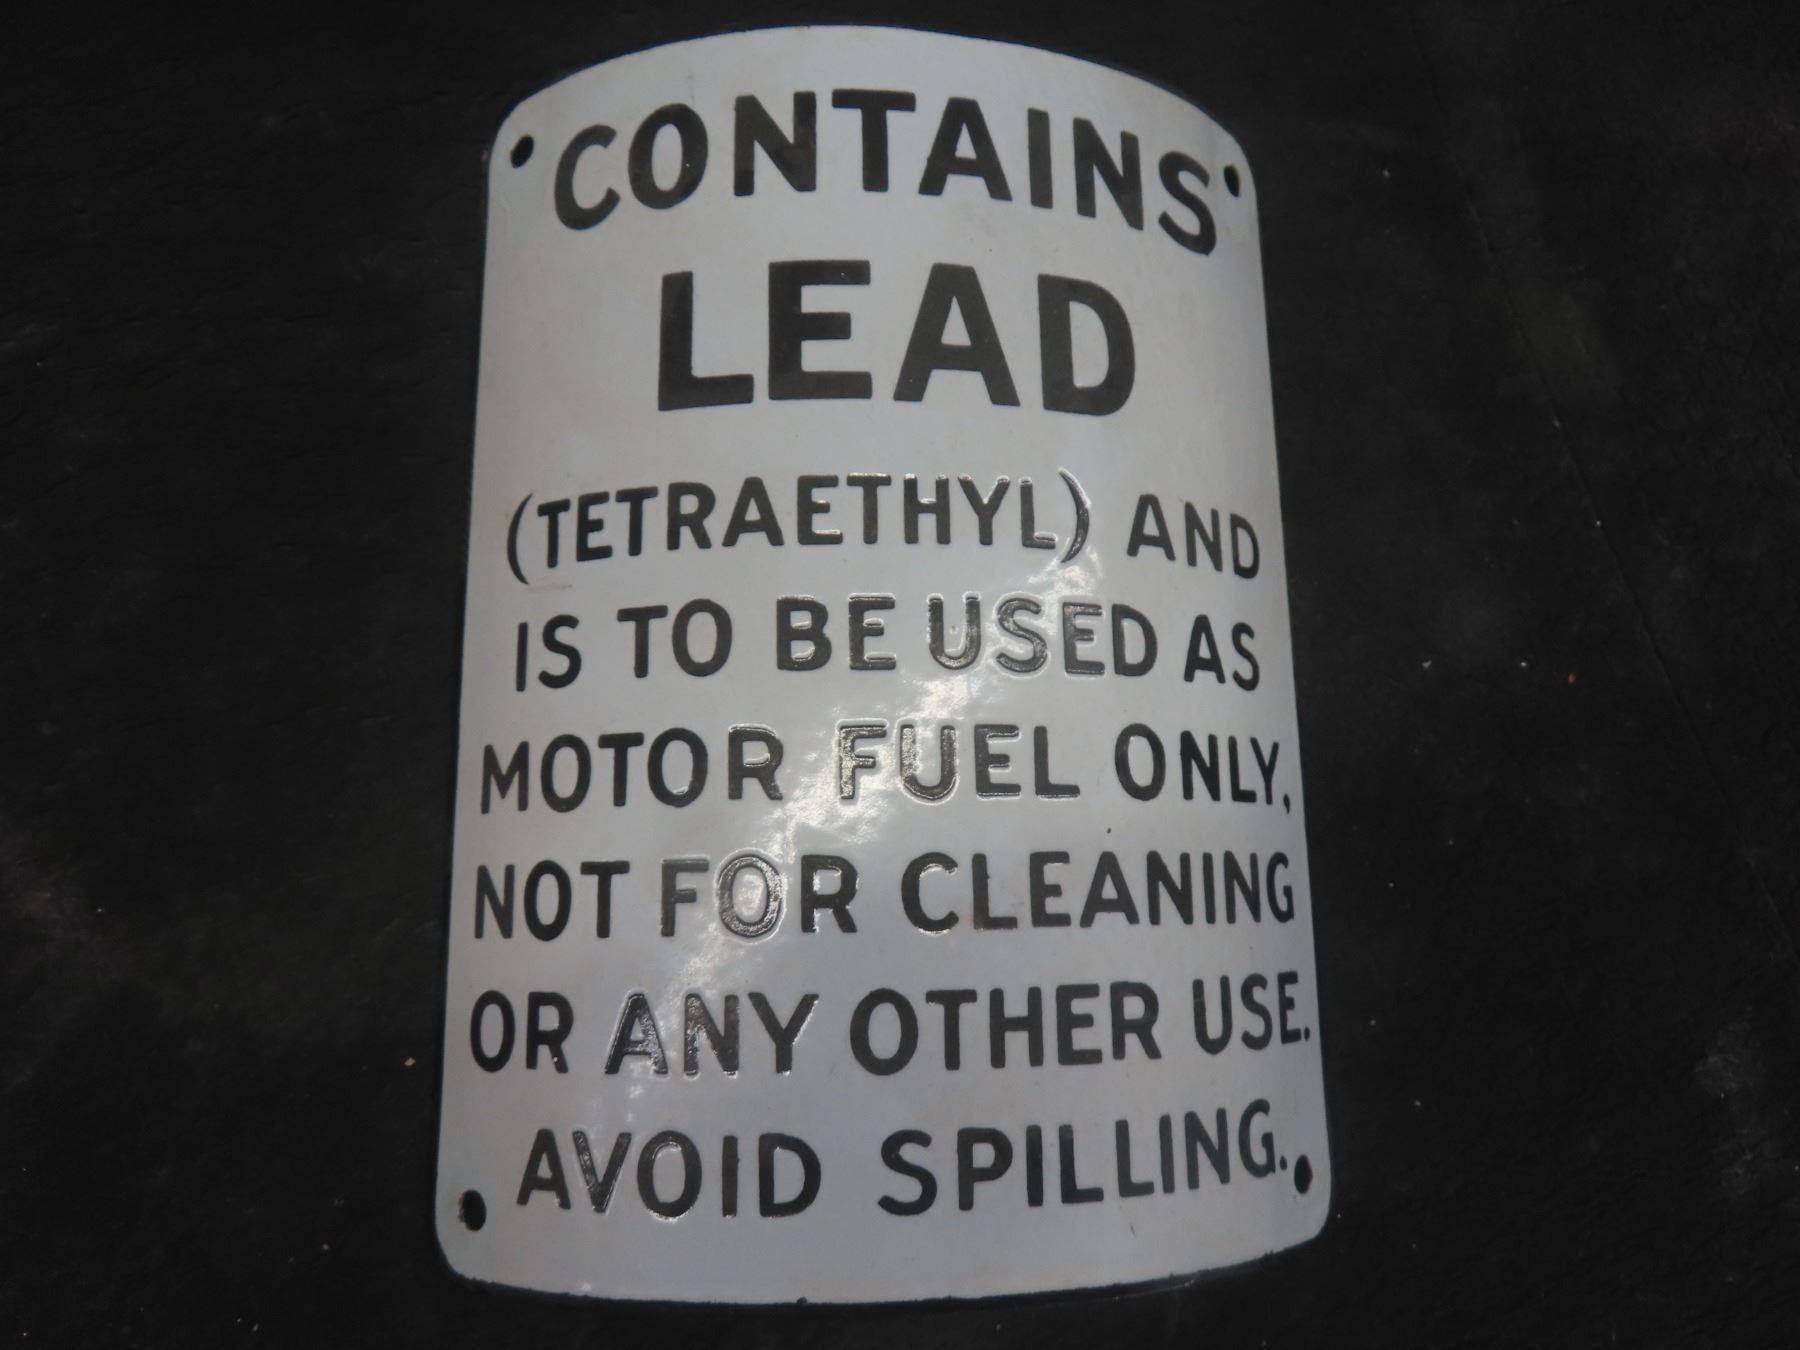 CONTAINS
LEAD
(TETRAETHYL) AND
IS TO BE USED AS
MOTOR FUEL ONLY,
NOT FOR CLEANING
OR ANY OTHER USE.
AVOID SPILLING.